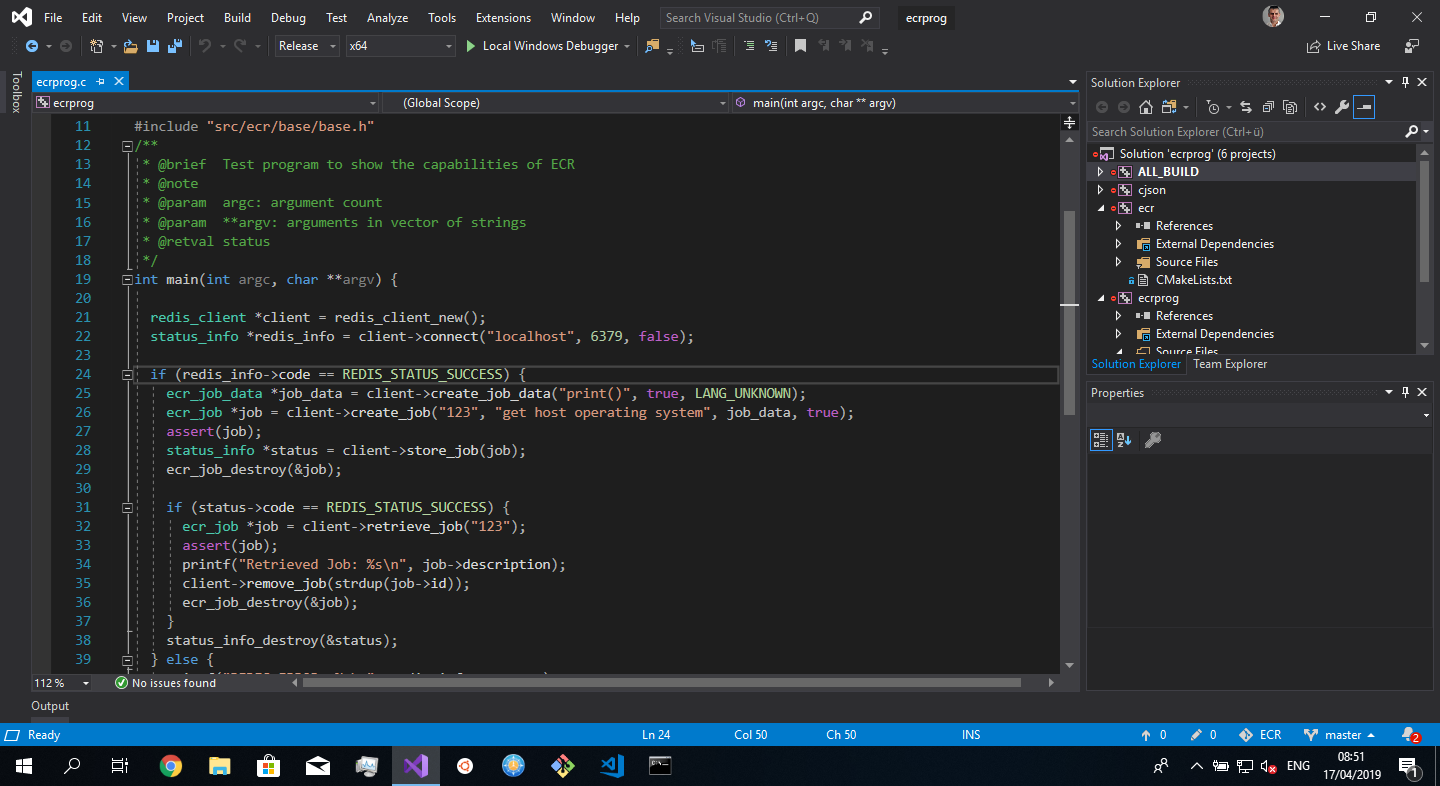 File Edit View Project Build Debug Test Analyze Tools Extensions Window Help Search Visual Studio (Ctrl+Q) ecrprog
Release x64 Local Windows Debugger Live Share
Toolbox
ecrprog.c
ecrprog (Global Scope) main(int argc, char ** argv)
11 #include "src/ecr/base/base.h"
12 /**
13 * @brief  Test program to show the capabilities of ECR
14 * @note
15 * @param  argc: argument count
16 * @param  **argv: arguments in vector of strings
17 * @retval status
18 */
19 int main(int argc, char **argv) {
20
21 redis_client *client = redis_client_new();
22 status_info *redis_info = client->connect("localhost", 6379, false);
23
24 if (redis_info->code == REDIS_STATUS_SUCCESS) {
25 ecr_job_data *job_data = client->create_job_data("print()", true, LANG_UNKNOWN);
26 ecr_job *job = client->create_job("123", "get host operating system", job_data, true);
27 assert(job);
28 status_info *status = client->store_job(job);
29 ecr_job_destroy(&job);
30
31 if (status->code == REDIS_STATUS_SUCCESS) {
32 ecr_job *job = client->retrieve_job("123");
33 assert(job);
34 printf("Retrieved Job: %s\n", job->description);
35 client->remove_job(strdup(job->id));
36 ecr_job_destroy(&job);
37 }
38 status_info_destroy(&status);
39 } else {
112 % No issues found
Solution Explorer
Search Solution Explorer (Ctrl+ü)
Solution 'ecrprog' (6 projects)
ALL_BUILD
cjson
ecr
References
External Dependencies
Source Files
CMakeLists.txt
ecrprog
References
External Dependencies
Source Files
Solution Explorer Team Explorer
Properties
Output
Ready Ln 24 Col 50 Ch 50 INS 0 0 ECR master 2
ENG 08:51 1
17/04/2019